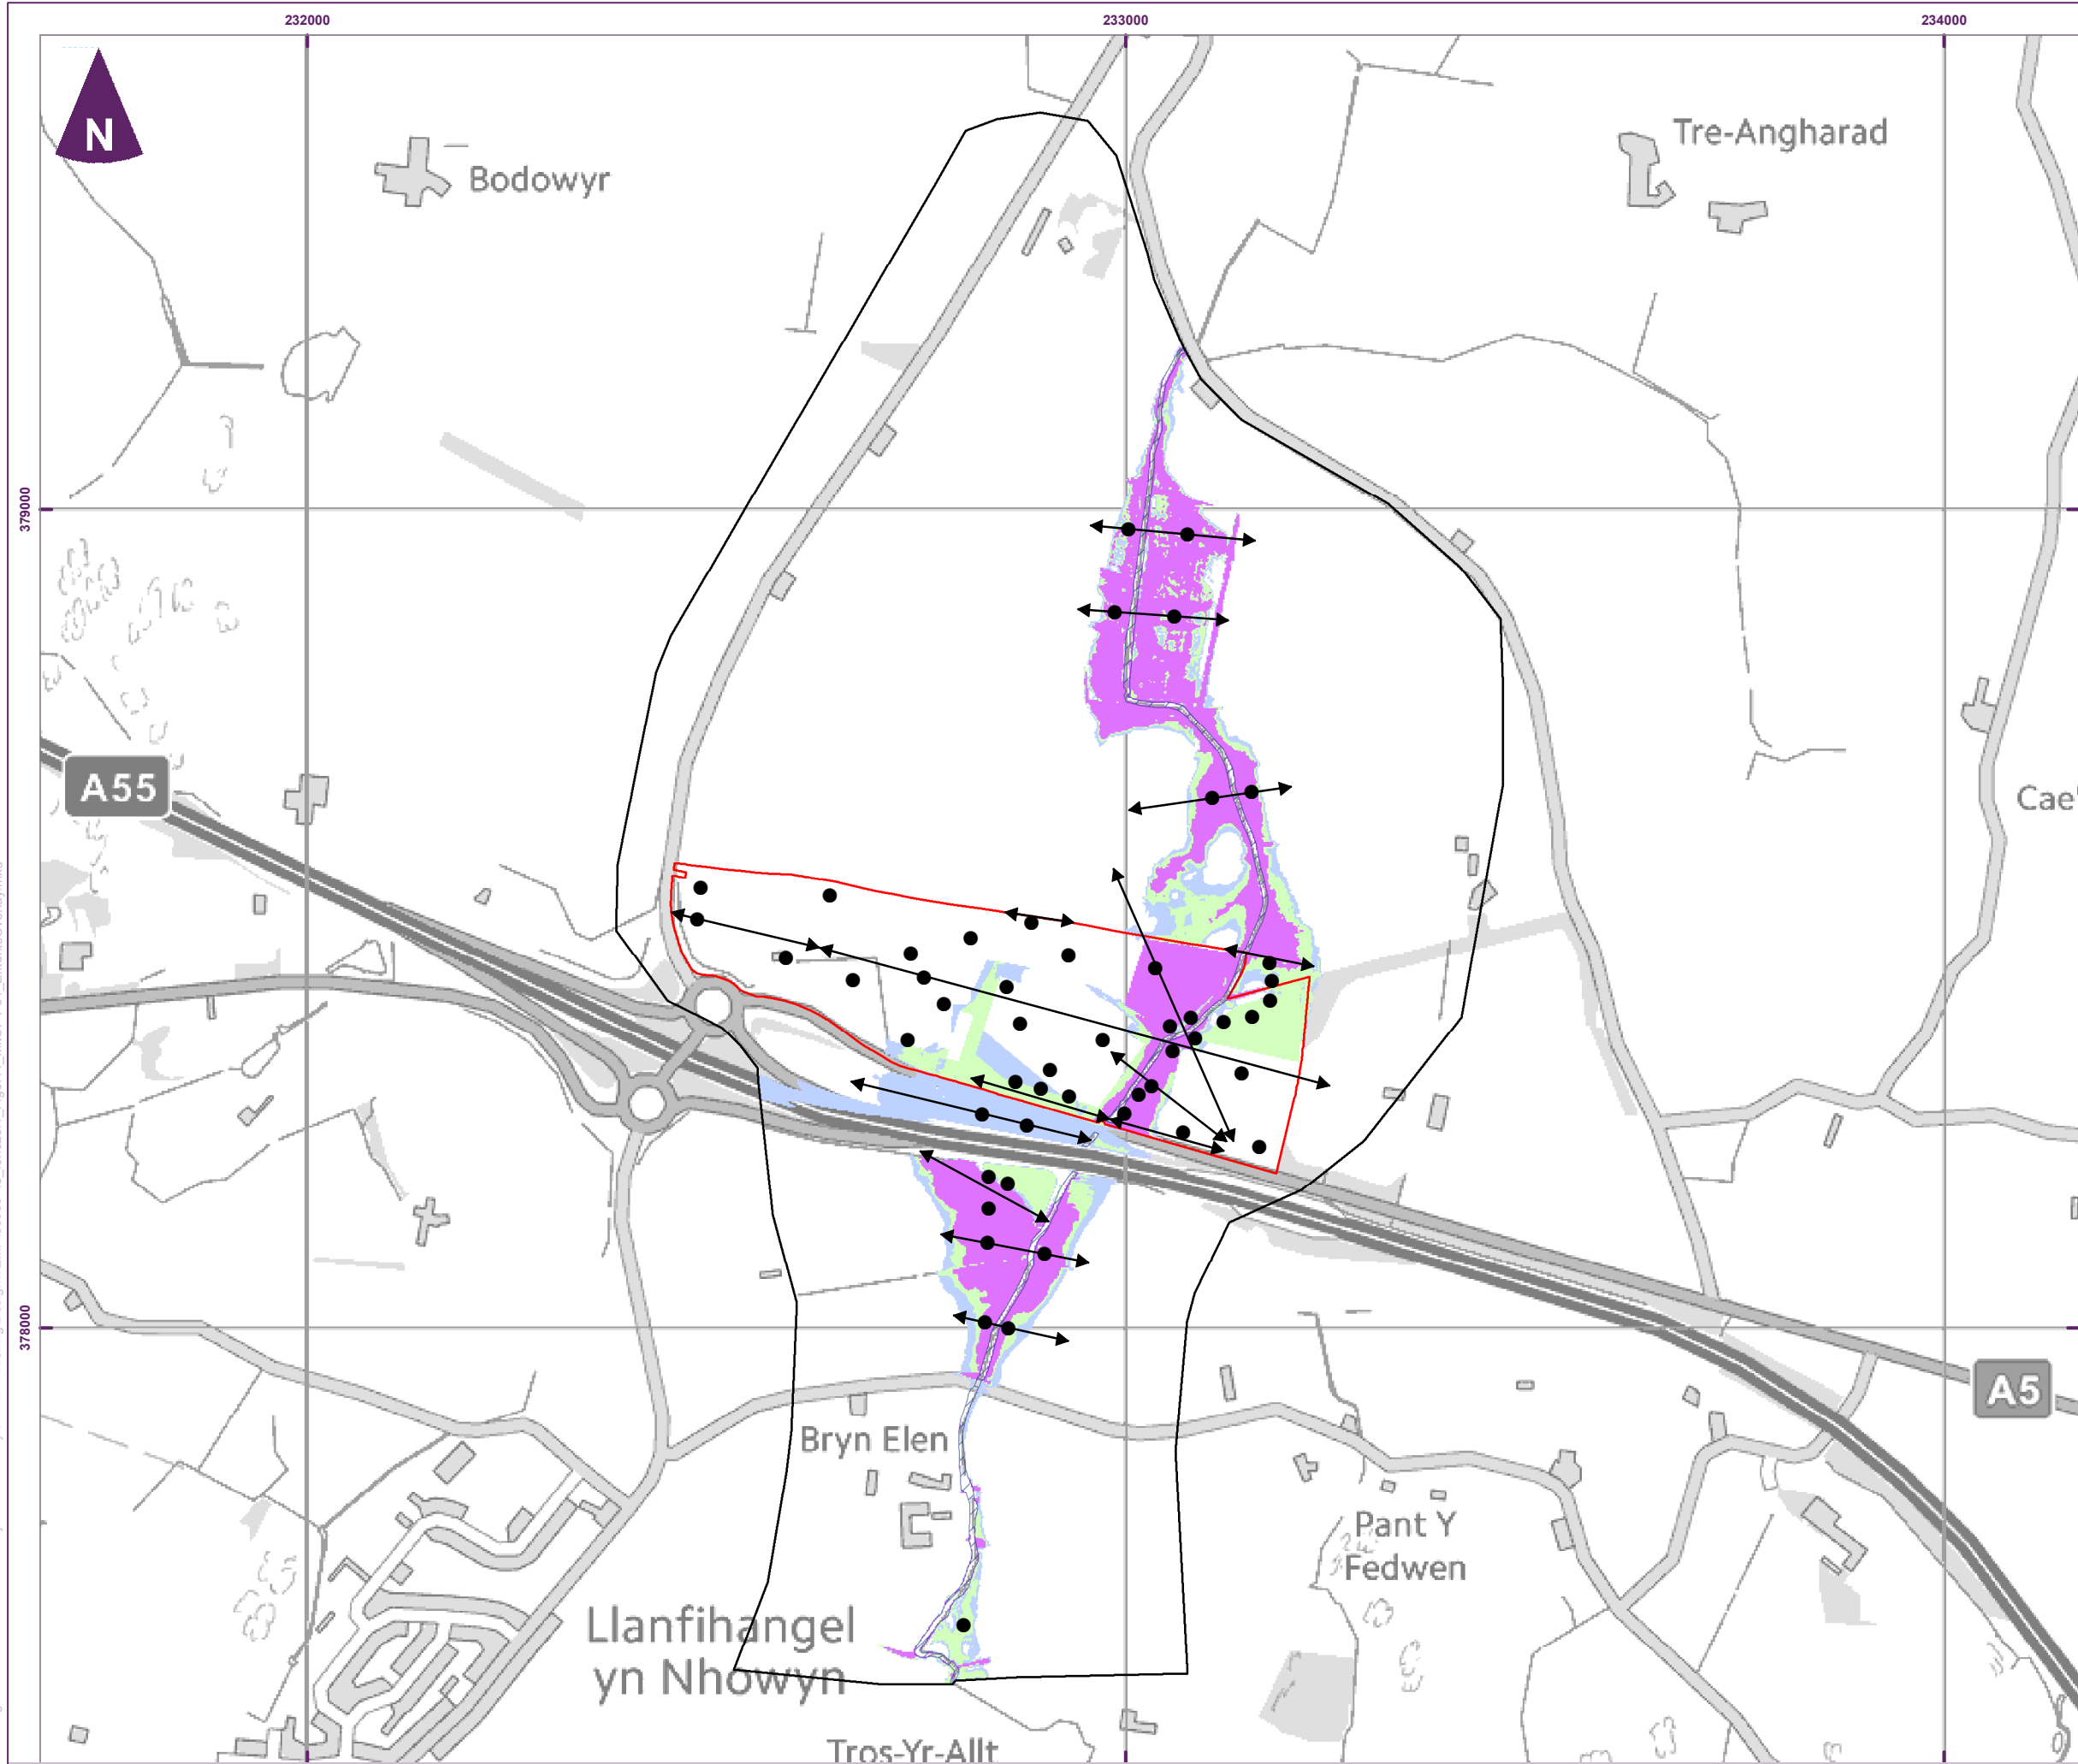 232000
233000
234000
N
Tre-Angharad
Bodowyr
379000
A55
Cae'
378000
A5
Bryn Elen
Pant Y
Fedwen
Llanfihangel
yn Nhowyn
Tros-Yr-Allt